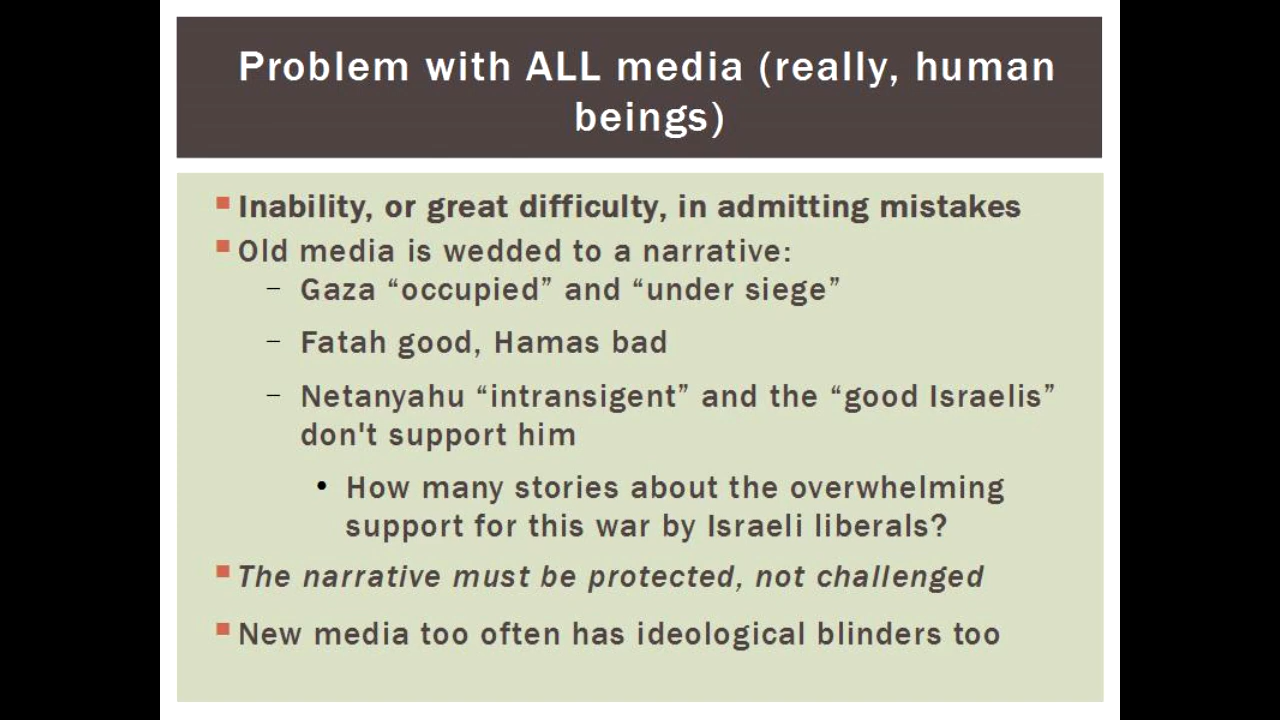 Problem with ALL media (really, human
beings)
Inability, or great difficulty, in admitting mistakes
Old media is wedded to a narrative:
– Gaza “occupied” and “under siege”
– Fatah good, Hamas bad
– Netanyahu “intransigent” and the “good Israelis”
don't support him
• How many stories about the overwhelming
support for this war by Israeli liberals?
The narrative must be protected, not challenged
New media too often has ideological blinders too